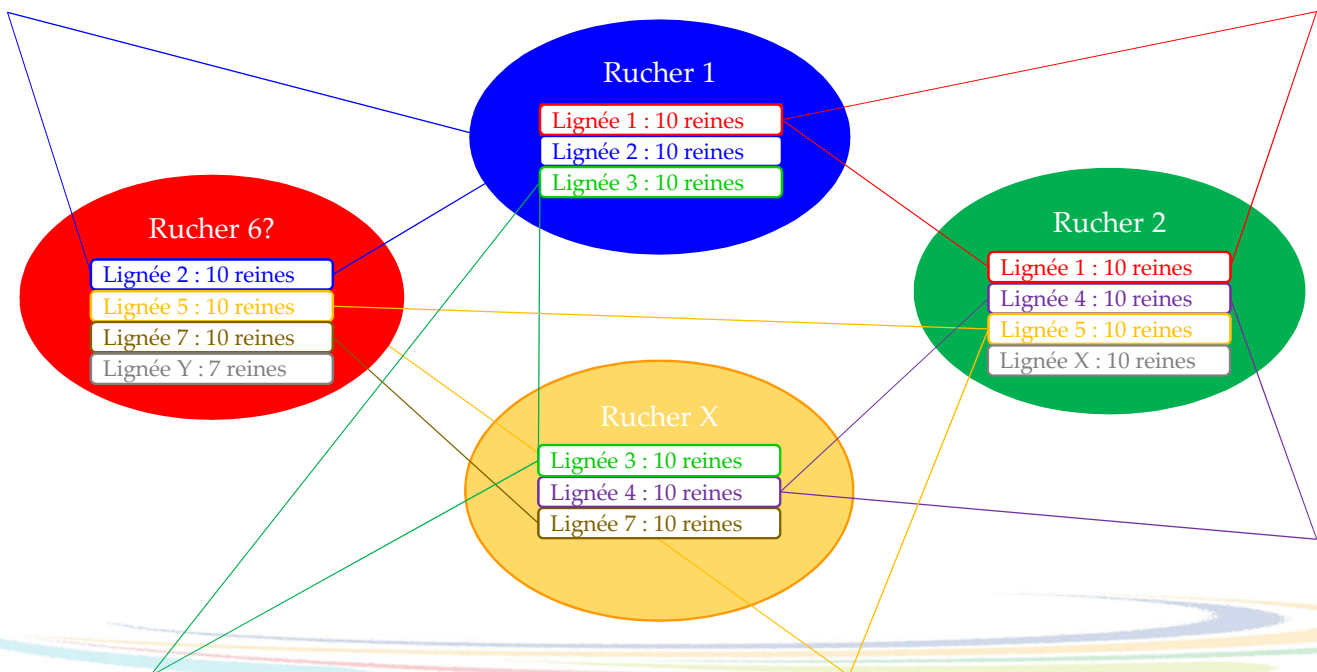 Rucher 1
Lignée 1 : 10 reines
Lignée 2 : 10 reines
Lignée 3 : 10 reines
Rucher 6?
Lignée 2 : 10 reines
Lignée 5 : 10 reines
Lignée 7 : 10 reines
Lignée Y : 7 reines
Rucher 2
Lignée 1 : 10 reines
Lignée 4 : 10 reines
Lignée 5 : 10 reines
Lignée X : 10 reines
Rucher X
Lignée 3 : 10 reines
Lignée 4 : 10 reines
Lignée 7 : 10 reines